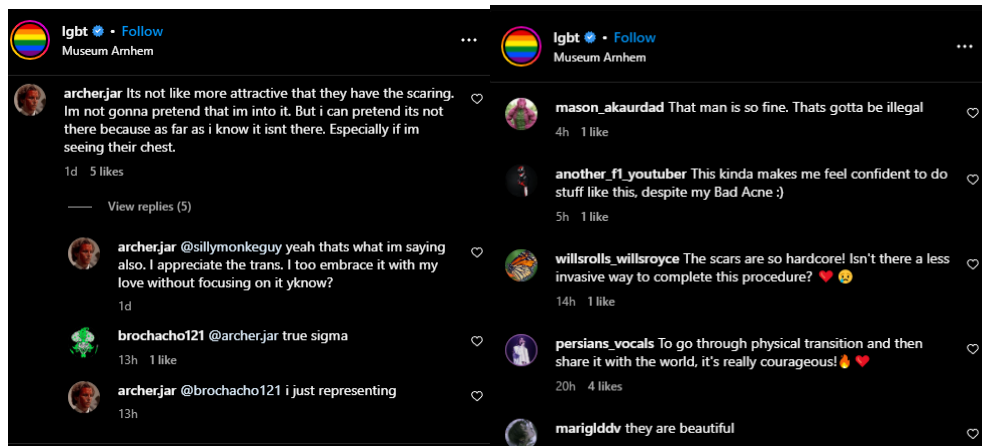 lgbt • Follow
Museum Arnhem
archer.jar Its not like more attractive that they have the scaring.
Im not gonna pretend that im into it. But i can pretend its not
there because as far as i know it isnt there. Especially if im
seeing their chest.
1d 5 likes
View replies (5)
archer.jar @sillymonkeguy yeah thats what im saying
also. I appreciate the trans. I too embrace it with my
love without focusing on it yknow?
1d
brochacho121 @archer.jar true sigma
13h 1 like
archer.jar @brochacho121 i just representing
13h
lgbt • Follow
Museum Arnhem
mason_akaurdad That man is so fine. Thats gotta be illegal
4h 1 like
another_f1_youtuber This kinda makes me feel confident to do
stuff like this, despite my Bad Acne :)
5h 1 like
willsrolls_willsroyce The scars are so hardcore! Isn't there a less
invasive way to complete this procedure? ❤️ 😢
14h 1 like
persians_vocals To go through physical transition and then
share it with the world, it's really courageous!🔥 ❤️
20h 4 likes
mariglddv they are beautiful